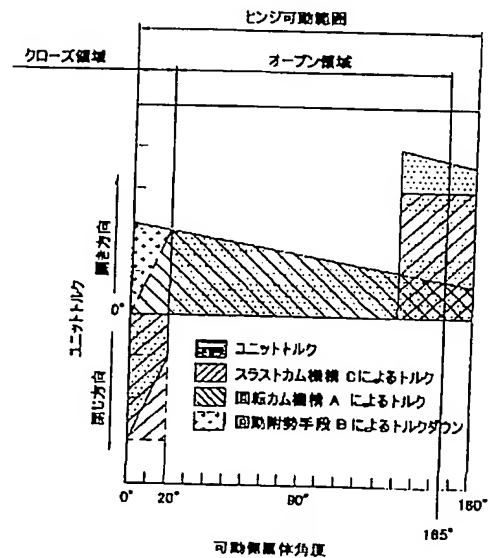 ヒンジ可動範囲
クローズ領域
オープン領域
ユニットトルク
開き方向
0°
閉じ方向
ユニットトルク
スラストカム機構 Cによるトルク
回転カム機構 A によるトルク
回動附勢手段 Bによるトルクダウン
0° 20° 90° 160°
165°
可動側筐体角度